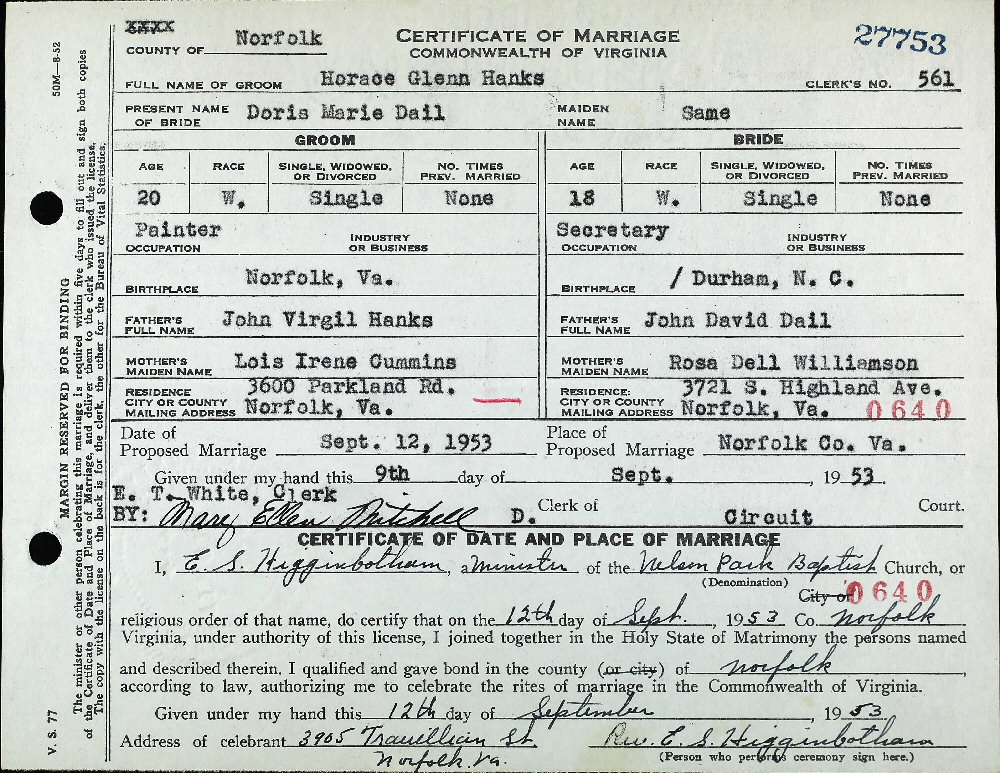 CITY XXXX
COUNTY OF Norfolk
CERTIFICATE OF MARRIAGE
COMMONWEALTH OF VIRGINIA
27753
FULL NAME OF GROOM Horace Glenn Hanks CLERK'S NO. 561
PRESENT NAME OF BRIDE Doris Marie Dail MAIDEN NAME Same
GROOM BRIDE
AGE RACE SINGLE, WIDOWED, OR DIVORCED NO. TIMES PREV. MARRIED AGE RACE SINGLE, WIDOWED, OR DIVORCED NO. TIMES PREV. MARRIED
20 W. Single None 18 W. Single None
Painter Secretary
OCCUPATION INDUSTRY OR BUSINESS OCCUPATION INDUSTRY OR BUSINESS
BIRTHPLACE Norfolk, Va. BIRTHPLACE / Durham, N. C.
FATHER'S FULL NAME John Virgil Hanks FATHER'S FULL NAME John David Dail
MOTHER'S MAIDEN NAME Lois Irene Cummins MOTHER'S MAIDEN NAME Rosa Dell Williamson
RESIDENCE 3600 Parkland Rd. RESIDENCE: 3721 S. Highland Ave.
CITY OR COUNTY MAILING ADDRESS Norfolk, Va. CITY OR COUNTY MAILING ADDRESS Norfolk, Va. 0640
Date of Proposed Marriage Sept. 12, 1953 Place of Proposed Marriage Norfolk Co. Va.
Given under my hand this 9th day of Sept. , 19 53.
E. T. White, Clerk
BY: Mary Ellen Mitchell D. Clerk of Circuit Court.
CERTIFICATE OF DATE AND PLACE OF MARRIAGE
I, E. S. Higginbotham, a minister of the Nelson Park Baptist Church, or
(Denomination)
City of 0640
religious order of that name, do certify that on the 12th day of Sept. , 1953 Co. Norfolk
Virginia, under authority of this license, I joined together in the Holy State of Matrimony the persons named
and described therein. I qualified and gave bond in the county (or city) of Norfolk
according to law, authorizing me to celebrate the rites of marriage in the Commonwealth of Virginia.
Given under my hand this 12th day of September , 19 53
Address of celebrant 3905 St. Rev. E. S. Higginbotham
Norfolk, Va. (Person who performs ceremony sign here.)
50M—8-52
MARGIN RESERVED FOR BINDING
The minister or other person celebrating this marriage is required within five days to fill out and sign both copies
of the Certificate of Date and Place of Marriage, and deliver them to the clerk who issued the license,
The copy with the license on the back is for the clerk, the other for the Bureau of Vital Statistics.
V. S. 77